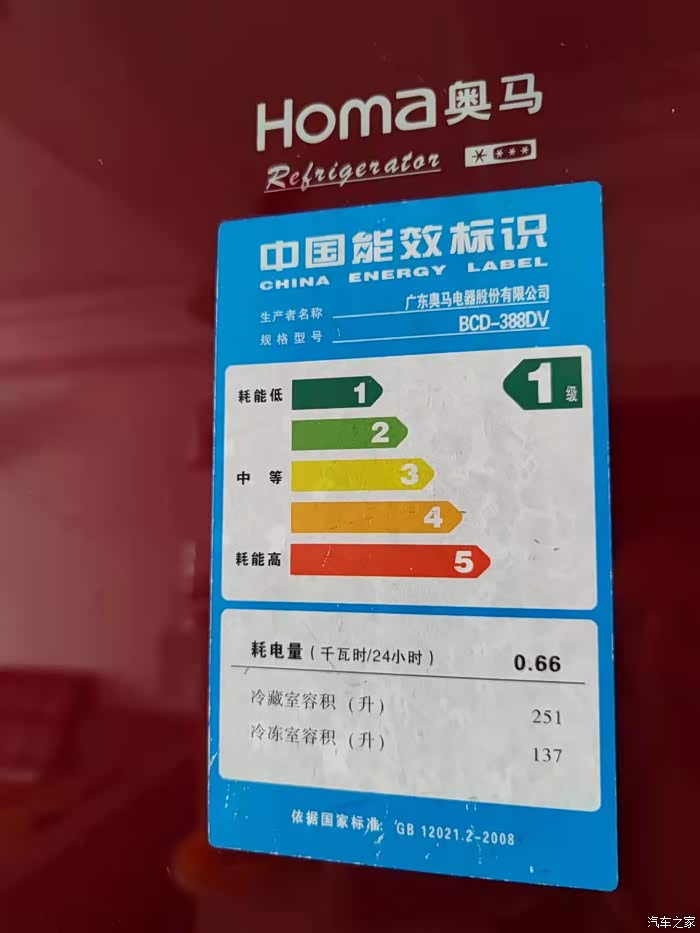 Homa奥马
Refrigerator
中国能效标识
CHINA ENERGY LABEL
生产者名称 广东奥马电器股份有限公司
规格型号 BCD-388DV
耗能低 1 1级
2
中等 3
4
耗能高 5
耗电量(千瓦时/24小时) 0.66
冷藏室容积(升) 251
冷冻室容积(升) 137
依据国家标准: GB 12021.2-2008
汽车之家